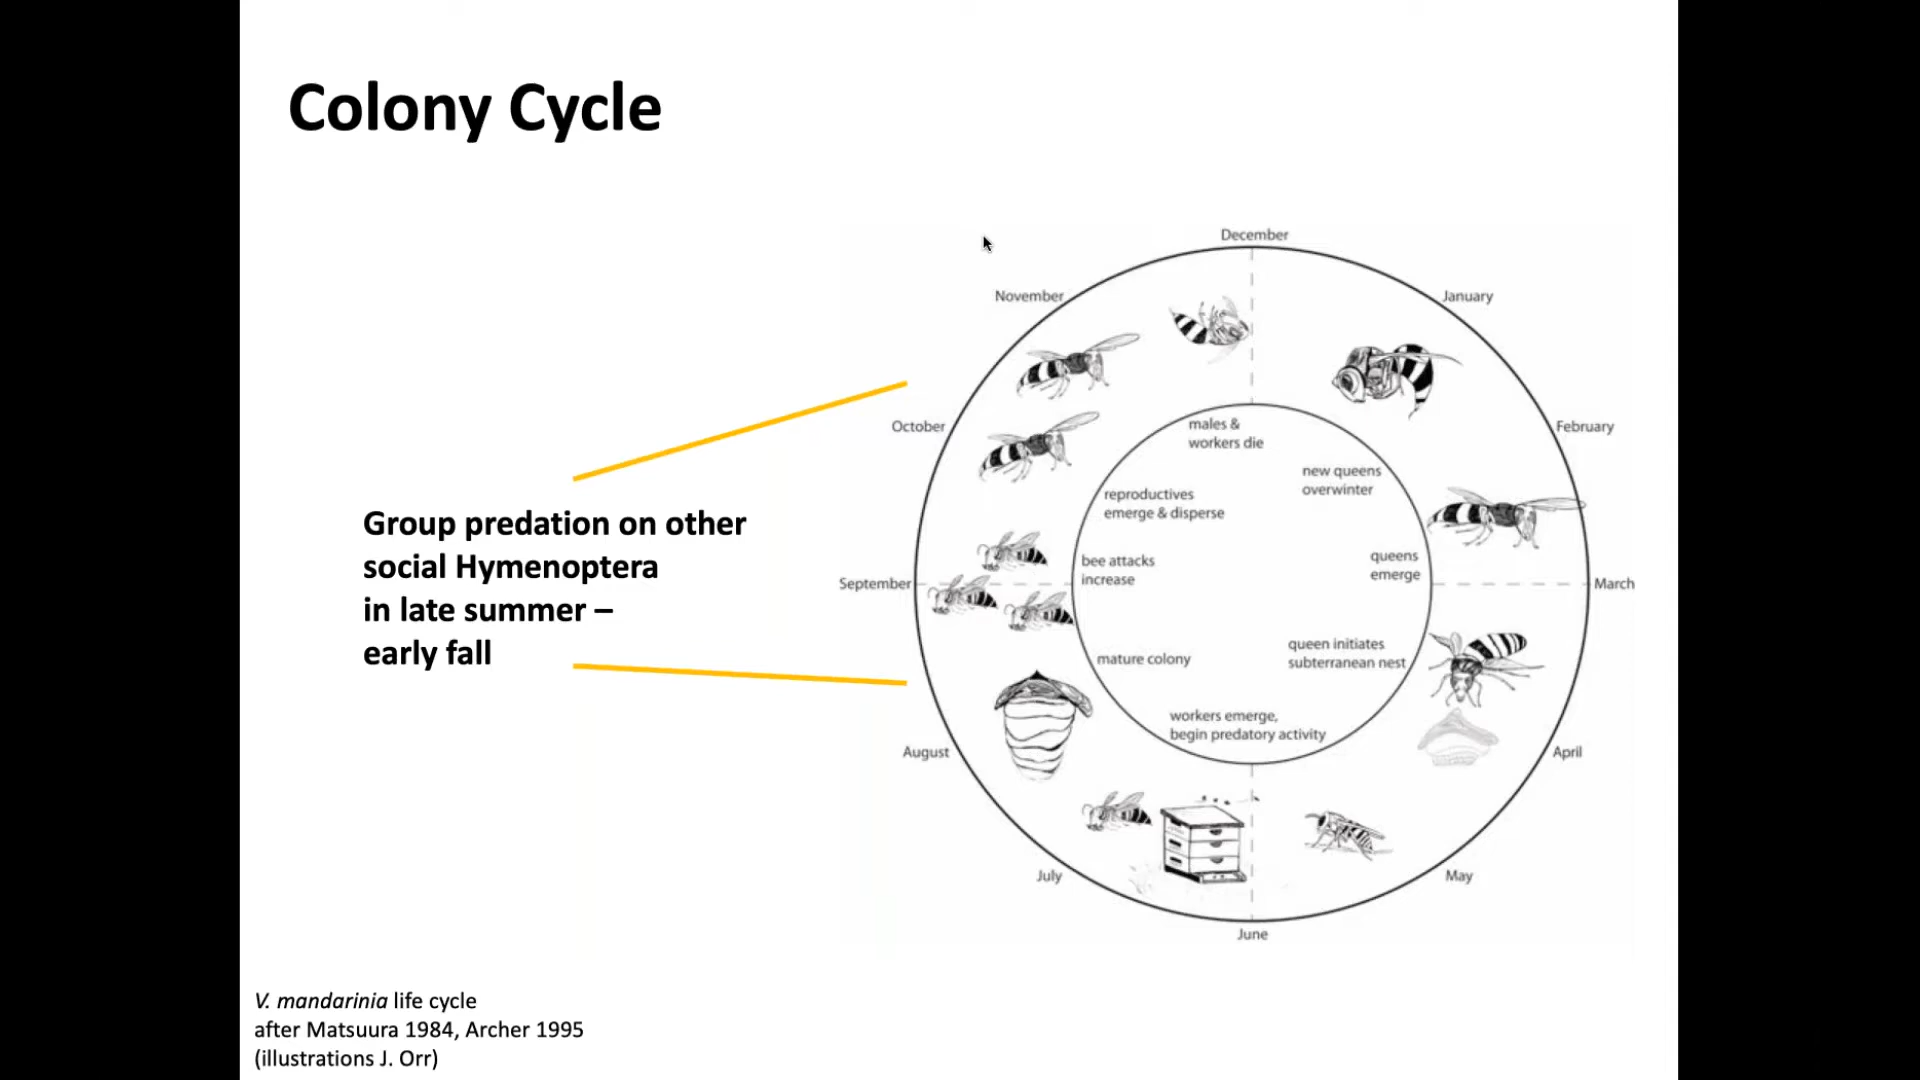 Colony Cycle
December
November
January
October
February
males &
workers die
new queens
overwinter
reproductives
emerge & disperse
Group predation on other
social Hymenoptera
in late summer –
early fall
bee attacks
increase
queens
emerge
September
March
queen initiates
subterranean nest
mature colony
workers emerge,
begin predatory activity
August
April
July
May
June
V. mandarinia life cycle
after Matsuura 1984, Archer 1995
(illustrations J. Orr)